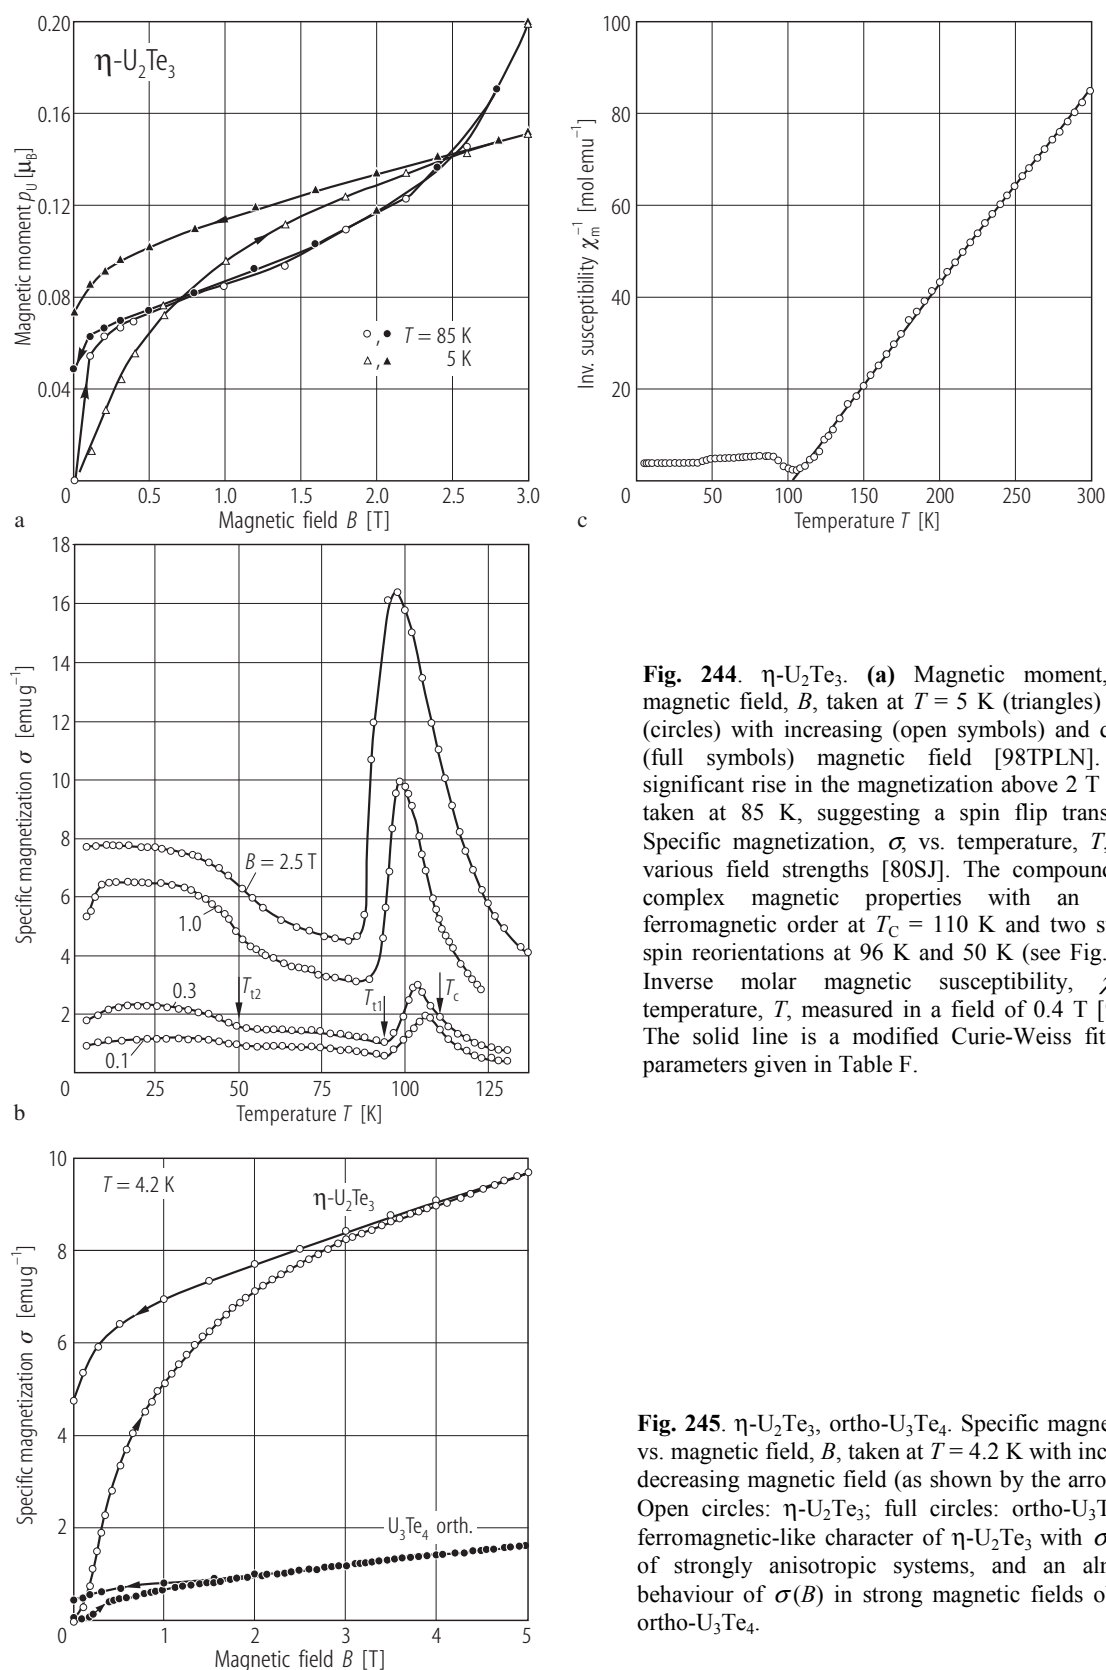 0.20
0.16
0.12
0.08
0.04
0
Magnetic moment pU [μB]
η-U2Te3
, T = 85 K
, 5 K
0.5 1.0 1.5 2.0 2.5 3.0
Magnetic field B [T]
a
100
80
60
40
20
0
Inv. susceptibility χm−1 [mol emu−1]
50 100 150 200 250 300
Temperature T [K]
c
18
16
14
12
10
8
6
4
2
0
Specific magnetization σ [emu g−1]
B = 2.5 T
1.0
0.3
0.1
Tt2
Tt1
Tc
25 50 75 100 125
Temperature T [K]
b
Fig. 244. η-U2Te3. (a) Magnetic moment,
magnetic field, B, taken at T = 5 K (triangles)
(circles) with increasing (open symbols) and
(full symbols) magnetic field [98TPLN].
significant rise in the magnetization above 2 T
taken at 85 K, suggesting a spin flip
Specific magnetization, σ, vs. temperature, T,
various field strengths [80SJ]. The compound
complex magnetic properties with an
ferromagnetic order at TC = 110 K and two
spin reorientations at 96 K and 50 K (see Fig.
Inverse molar magnetic susceptibility,
temperature, T, measured in a field of 0.4 T [
The solid line is a modified Curie-Weiss fit
parameters given in Table F.
10
8
6
4
2
0
Specific magnetization σ [emu g−1]
T = 4.2 K
η-U2Te3
U3Te4 orth.
1 2 3 4 5
Magnetic field B [T]
Fig. 245. η-U2Te3, ortho-U3Te4. Specific
vs. magnetic field, B, taken at T = 4.2 K with
decreasing magnetic field (as shown by the
Open circles: η-U2Te3; full circles:
ferromagnetic-like character of η-U2Te3 with σ
of strongly anisotropic systems, and an
behaviour of σ(B) in strong magnetic fields
ortho-U3Te4.